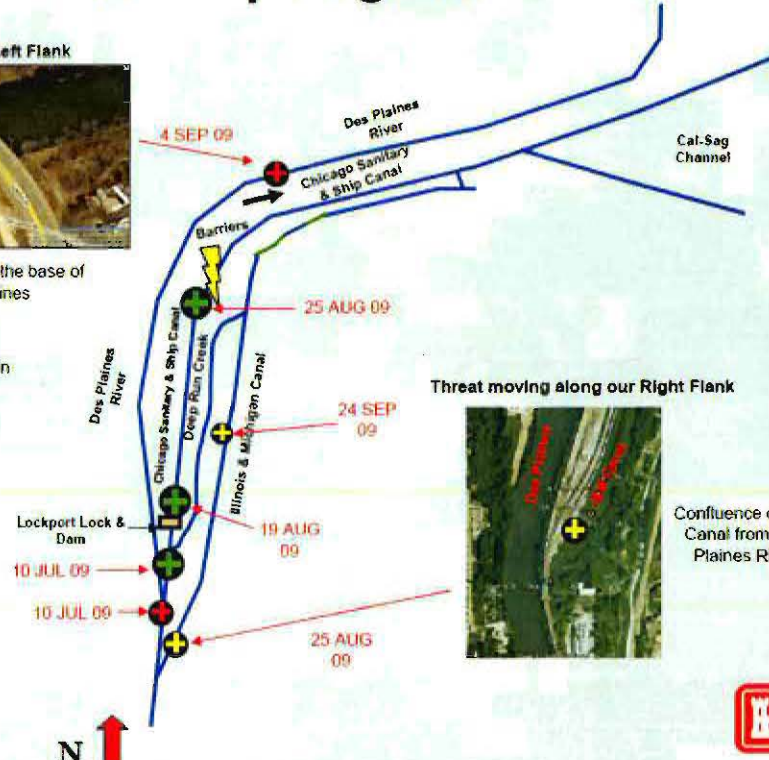 eft Flank
4 SEP 09
Des Plaines
River
Chicago Sanitary
& Ship Canal
Cal-Sag
Channel
Barriers
the base of
ines
25 AUG 09
n
Des Plaines
River
Chicago Sanitary & Ship Canal
Deep Run Creek
Illinois & Michigan Canal
24 SEP
09
Threat moving along our Right Flank
Des Plaines
Lockport Lock &
Dam
19 AUG
09
Confluence
Canal from
Plaines R
10 JUL 09
10 JUL 09
25 AUG
09
N